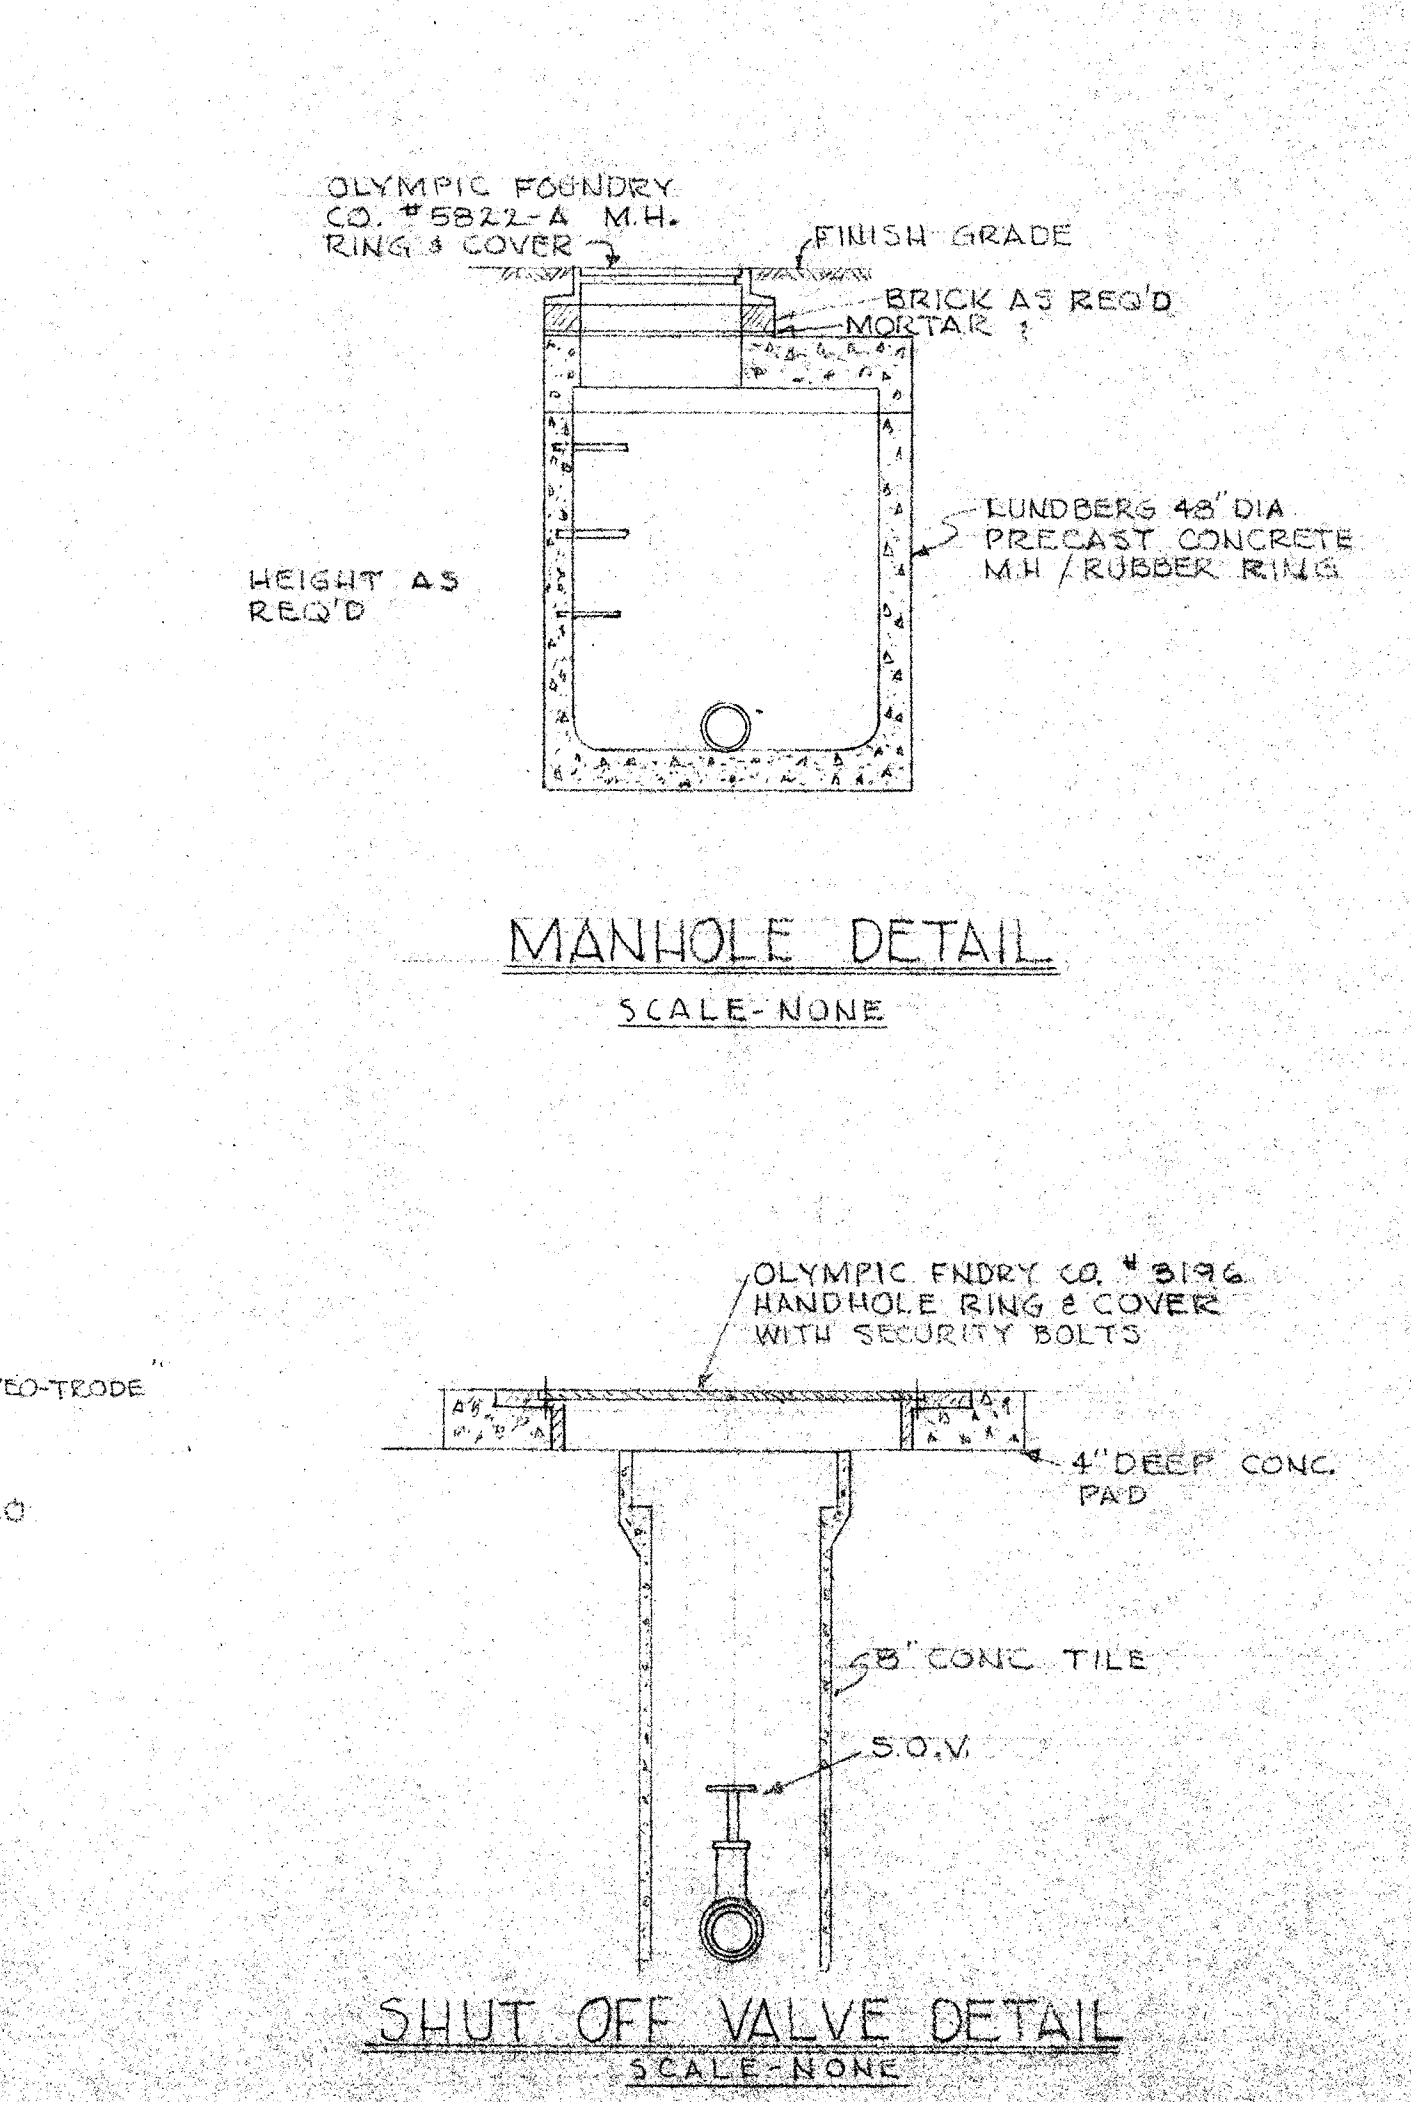 OLYMPIC FOUNDRY
CO. #5822-A M.H.
RING & COVER
FINISH GRADE
BRICK AS REQ'D
MORTAR
HEIGHT AS
REQ'D
LUNDBERG 48" DIA
PRECAST CONCRETE
M.H / RUBBER RING
MANHOLE DETAIL
SCALE-NONE
OLYMPIC FNDRY CO. #3196
HANDHOLE RING & COVER
WITH SECURITY BOLTS
EO-TRODE"
4" DEEP CONC.
PAD
8" CONC TILE
S.O.V.
SHUT OFF VALVE DETAIL
SCALE-NONE